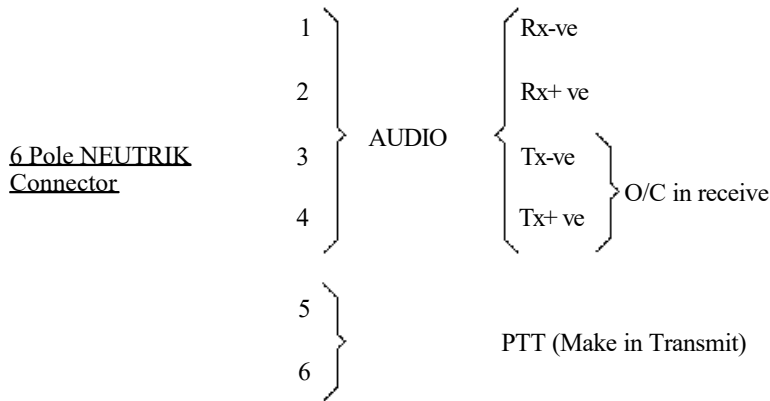 1 Rx-ve
2 Rx+ ve
AUDIO
6 Pole NEUTRIK
Connector
3 Tx-ve
O/C in receive
4 Tx+ ve
5
PTT (Make in Transmit)
6